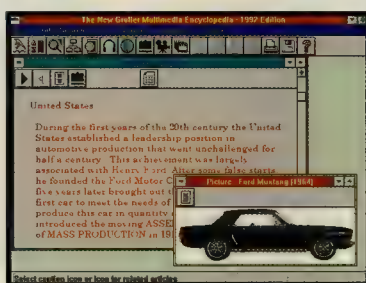 The New Grolier Multimedia Encyclopedia - 1992 Edition
United States
During the first years of the 20th century the United
States established a leadership position in
automotive production that went unchallenged for
half a century. This achievement was largely
associated with Henry Ford. After some false starts
he founded the Ford Motor C
five years later brought out t
first car to meet the needs of
produce this car in quantity
introduced the moving ASSE
of MASS PRODUCTION in 19
Picture - Ford Mustang (1964)
Select caption icon or icon for related articles